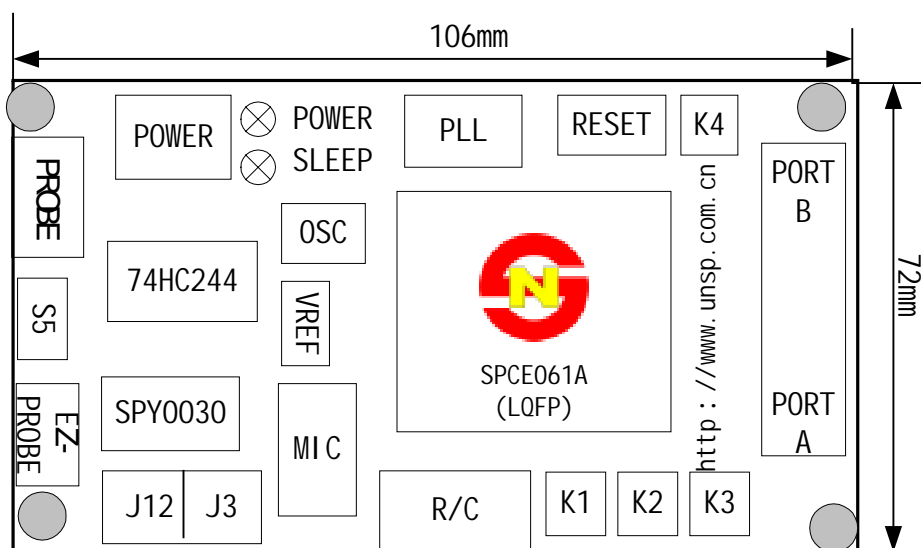 106mm
POWER
POWER
SLEEP
PLL
RESET
K4
PROBE
PORT
B
OSC
74HC244
N
72mm
S5
VREF
http://www.unsp.com.cn
SPCE061A
(LQFP)
EZ-
PROBE
SPY0030
MIC
PORT
A
J12
J3
R/C
K1
K2
K3